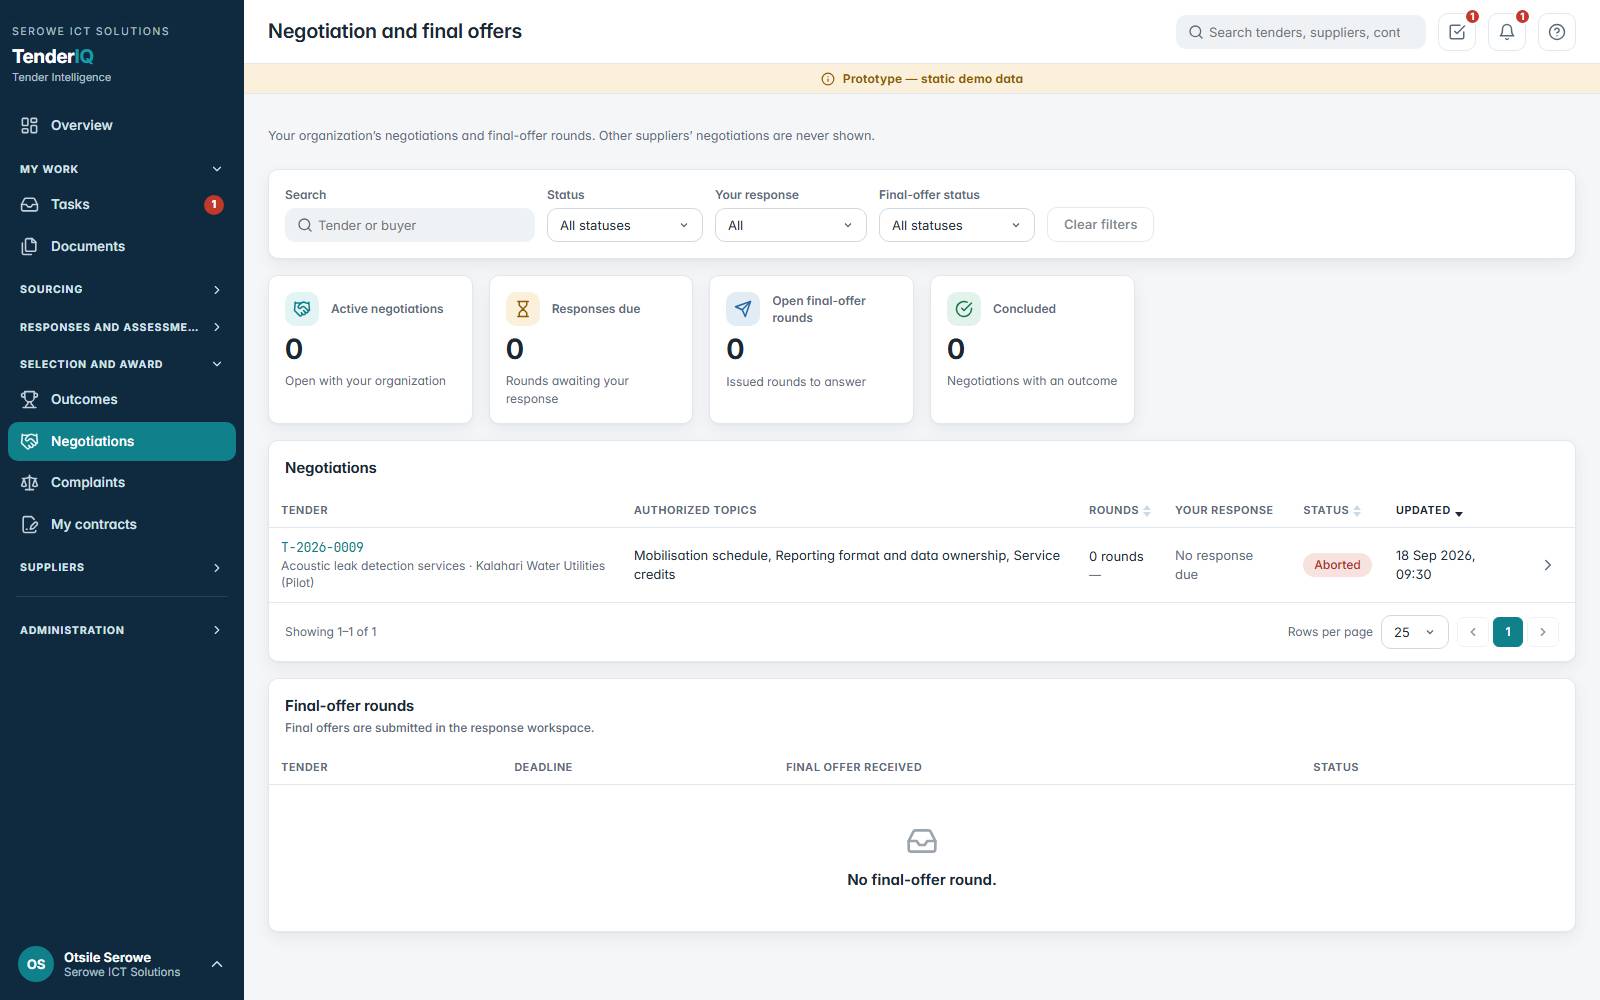 SEROWE ICT SOLUTIONS
TenderIQ
Tender Intelligence
Overview
MY WORK
Tasks
1
Documents
SOURCING
RESPONSES AND ASSESSME...
SELECTION AND AWARD
Outcomes
Negotiations
Complaints
My contracts
SUPPLIERS
ADMINISTRATION
OS
Otsile Serowe
Serowe ICT Solutions
Negotiation and final offers
Search tenders, suppliers, cont
1
1
Prototype — static demo data
Your organization's negotiations and final-offer rounds. Other suppliers' negotiations are never shown.
Search
Status
Your response
Final-offer status
Tender or buyer
All statuses
All
All statuses
Clear filters
Active negotiations
0
Open with your organization
Responses due
0
Rounds awaiting your
response
Open final-offer
rounds
0
Issued rounds to answer
Concluded
0
Negotiations with an outcome
Negotiations
TENDER
AUTHORIZED TOPICS
ROUNDS
YOUR RESPONSE
STATUS
UPDATED
T-2026-0009
Acoustic leak detection services · Kalahari Water Utilities
(Pilot)
Mobilisation schedule, Reporting format and data ownership, Service
credits
0 rounds
—
No response
due
Aborted
18 Sep 2026,
09:30
Showing 1–1 of 1
Rows per page
25
1
Final-offer rounds
Final offers are submitted in the response workspace.
TENDER
DEADLINE
FINAL OFFER RECEIVED
STATUS
No final-offer round.